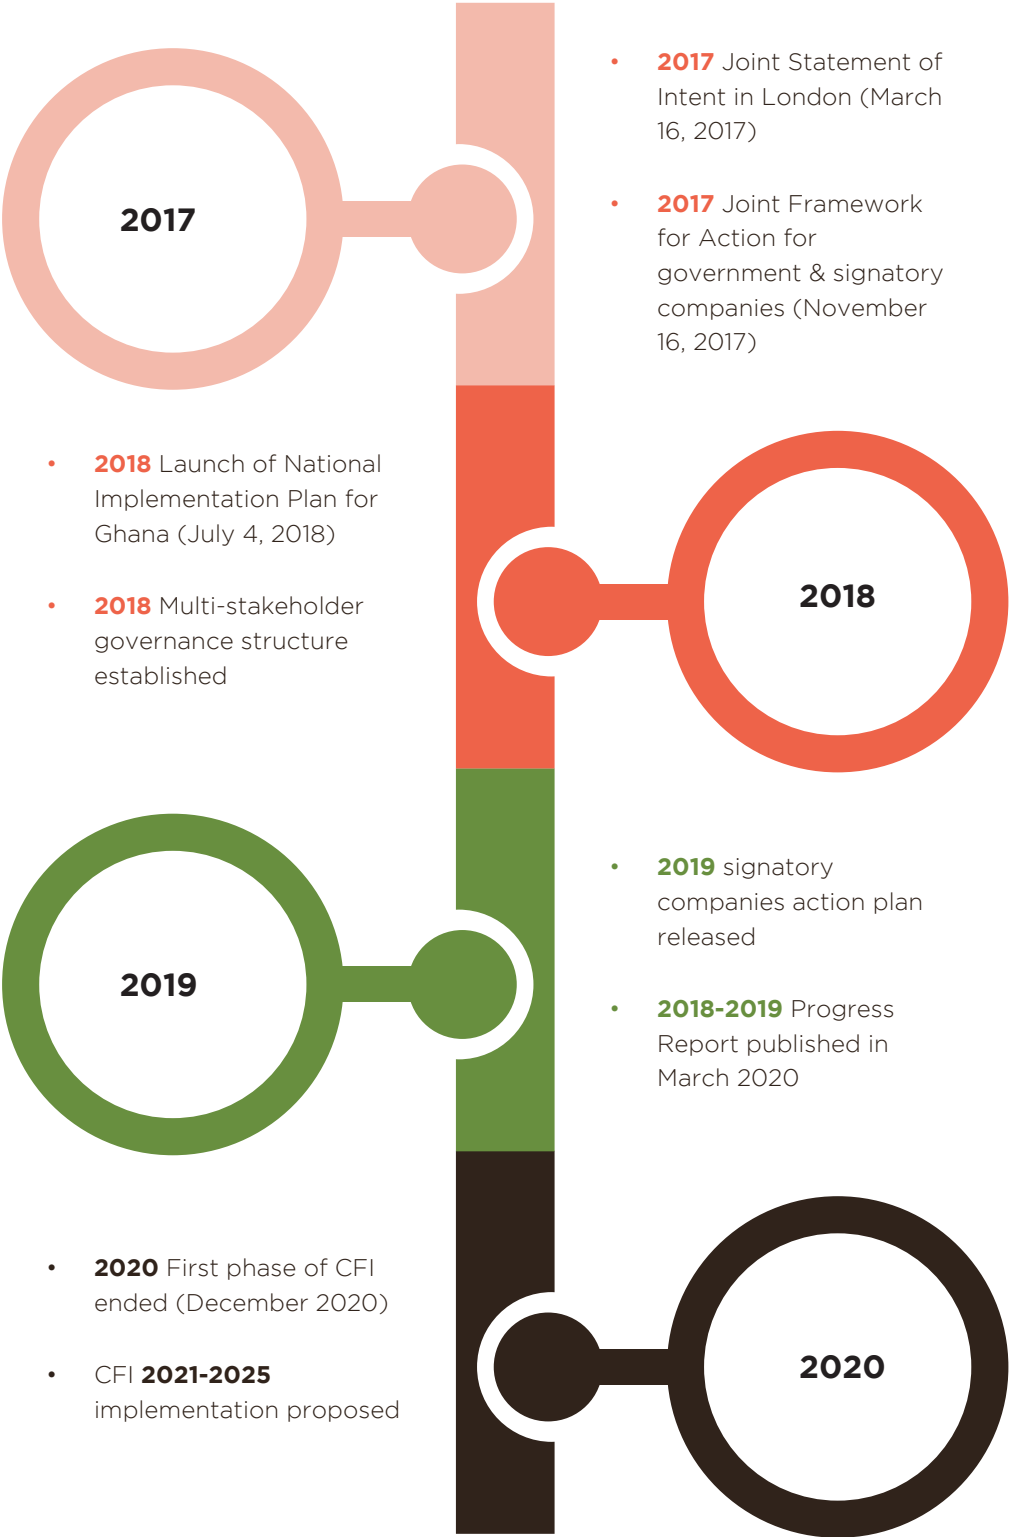 2017
• 2017 Joint Statement of
Intent in London (March
16, 2017)
• 2017 Joint Framework
for Action for
government & signatory
companies (November
16, 2017)
• 2018 Launch of National
Implementation Plan for
Ghana (July 4, 2018)
• 2018 Multi-stakeholder
governance structure
established
2018
2019
• 2019 signatory
companies action plan
released
• 2018-2019 Progress
Report published in
March 2020
• 2020 First phase of CFI
ended (December 2020)
• CFI 2021-2025
implementation proposed
2020